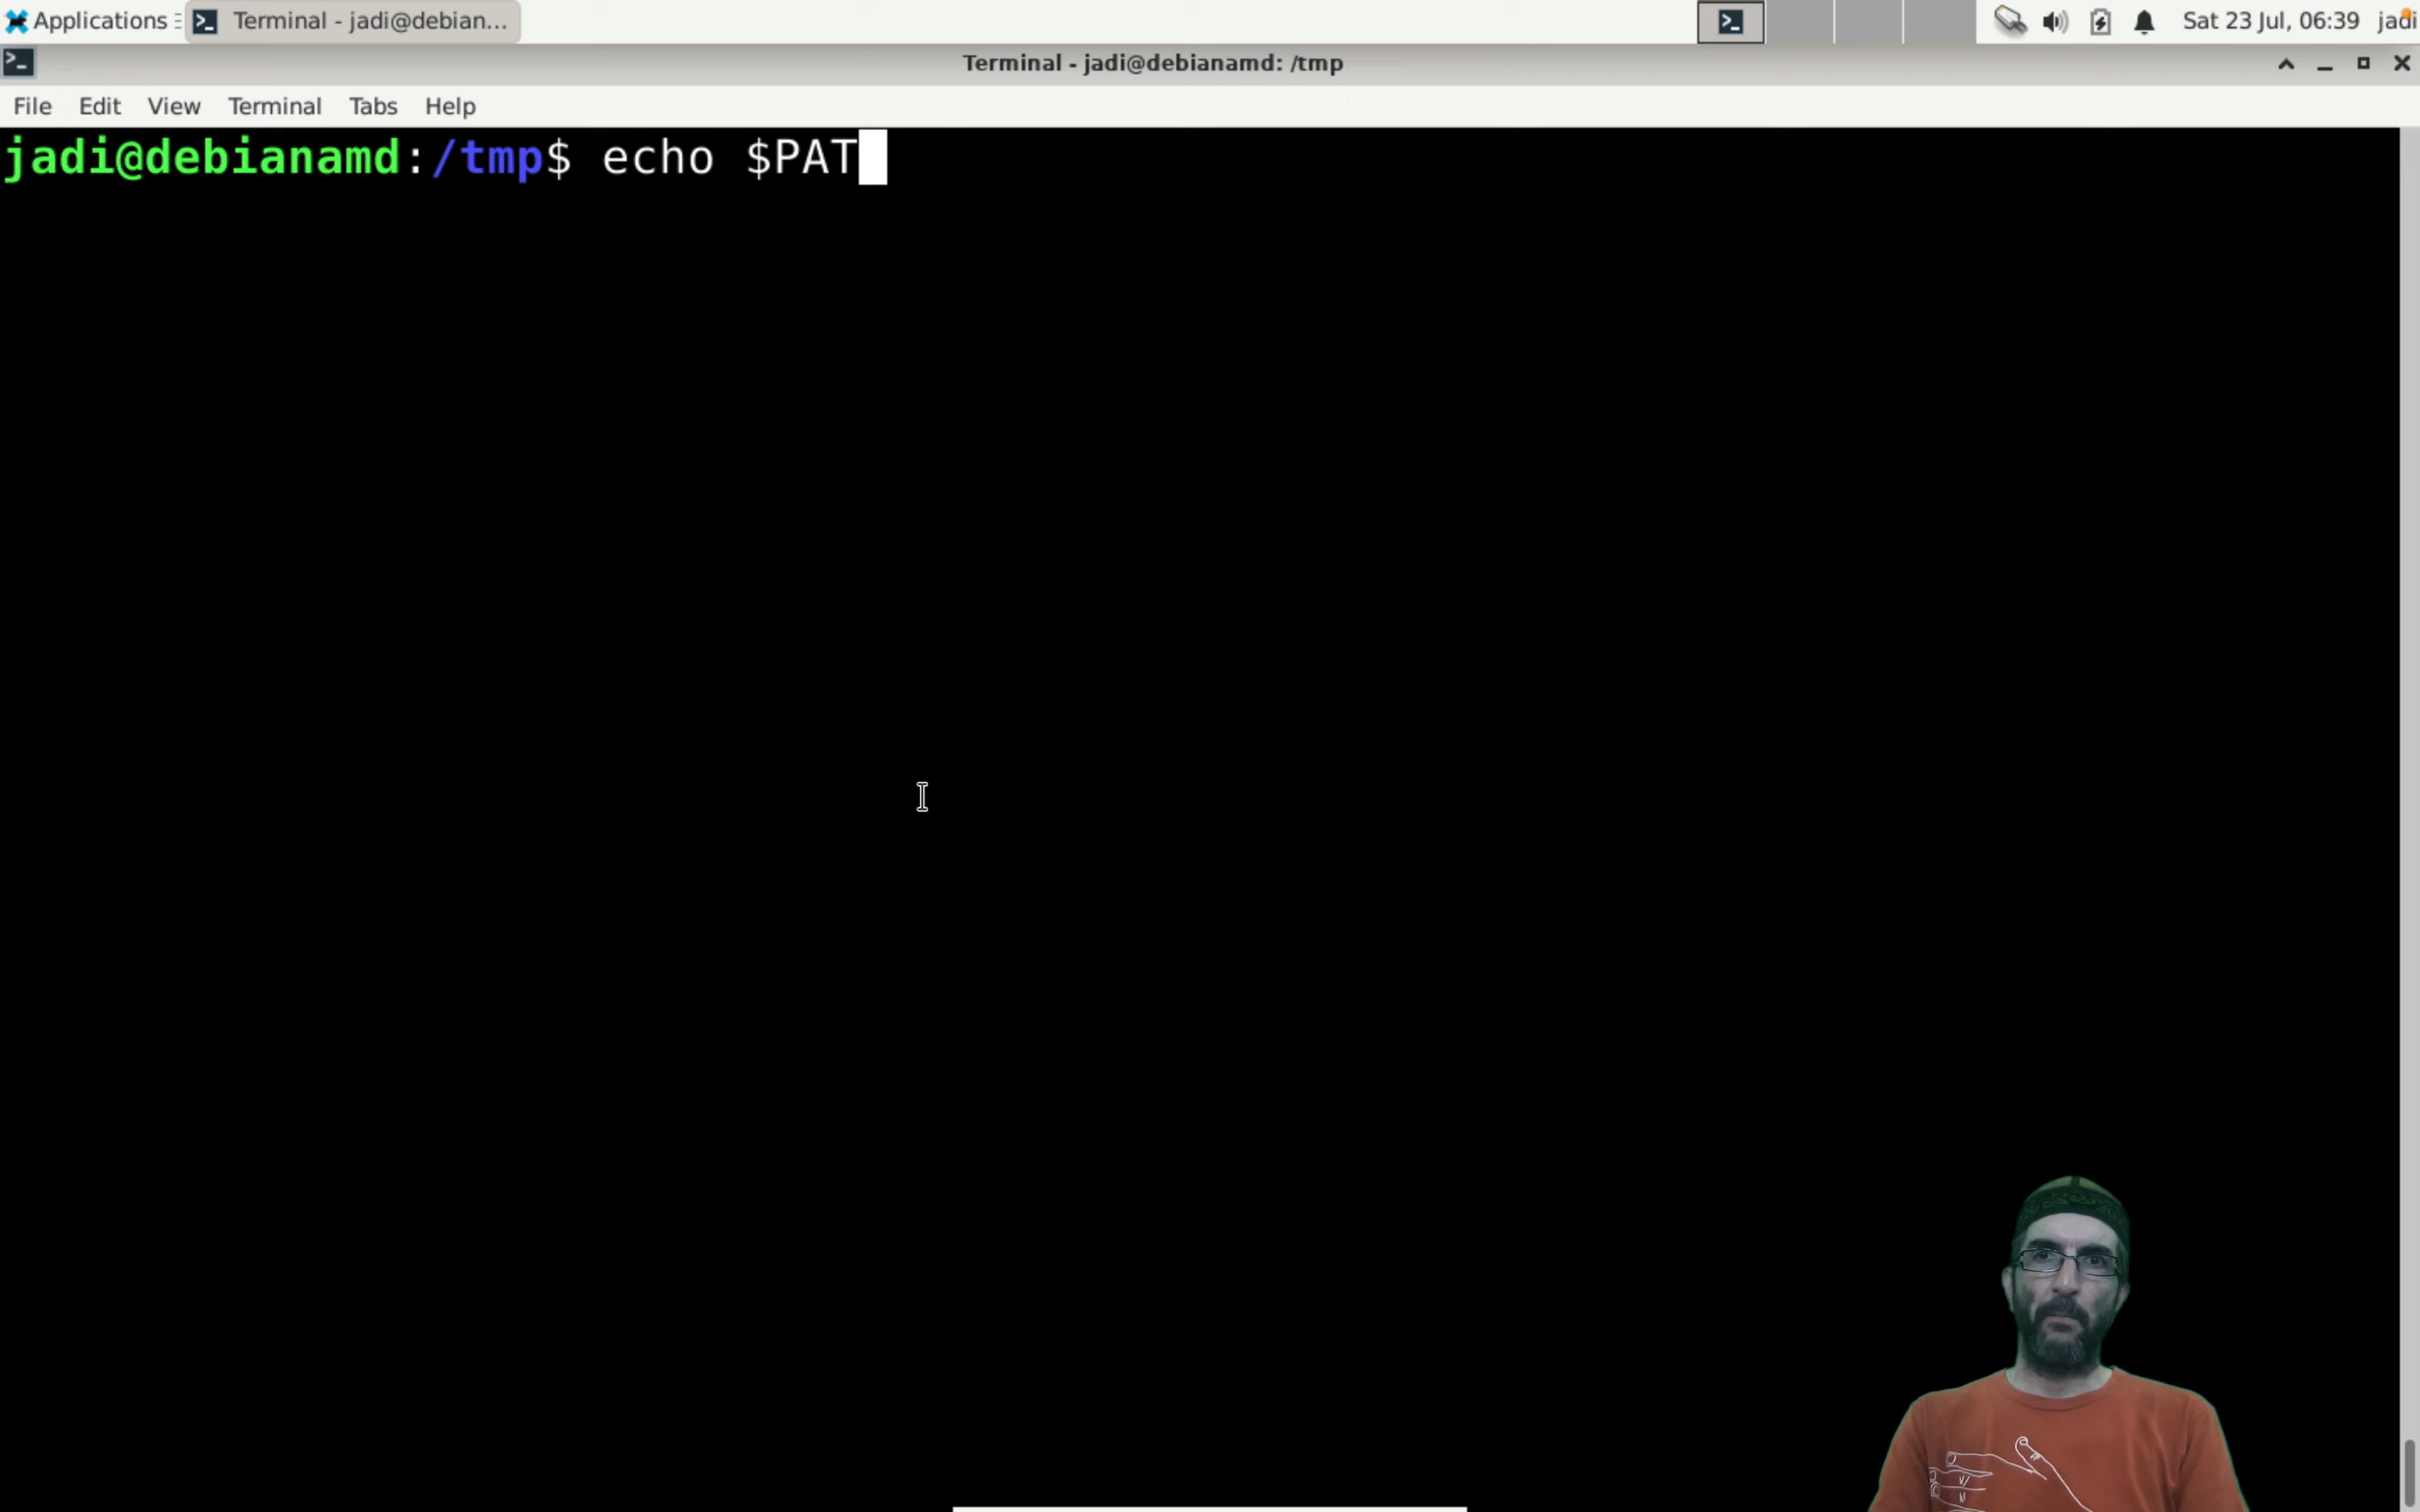 Applications Terminal - jadi@debian... Sat 23 Jul, 06:39 jadi
Terminal - jadi@debianamd: /tmp
File Edit View Terminal Tabs Help
jadi@debianamd:/tmp$ echo $PAT